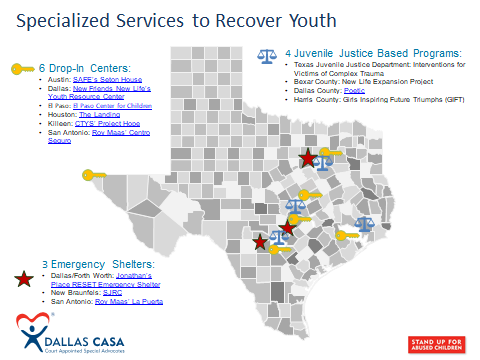 Specialized Services to Recover Youth
6 Drop-In Centers:
• Austin: SAFE's Seton House
• Dallas: New Friends New Life's
Youth Resource Center
• El Paso: El Paso Center for Children
• Houston: The Landing
• Killeen: CTYS' Project Hope
• San Antonio: Roy Maas' Centro
Seguro
4 Juvenile Justice Based Programs:
• Texas Juvenile Justice Department: Interventions for
Victims of Complex Trauma
• Bexar County: New Life Expansion Project
• Dallas County: Poetic
• Harris County: Girls Inspiring Future Triumphs (GIFT)
3 Emergency Shelters:
• Dallas/Forth Worth: Jonathan's
Place RESET Emergency Shelter
• New Braunfels: SJRC
• San Antonio: Roy Maas' La Puerta
DALLAS CASA
Court Appointed Special Advocates
STAND UP FOR
ABUSED CHILDREN